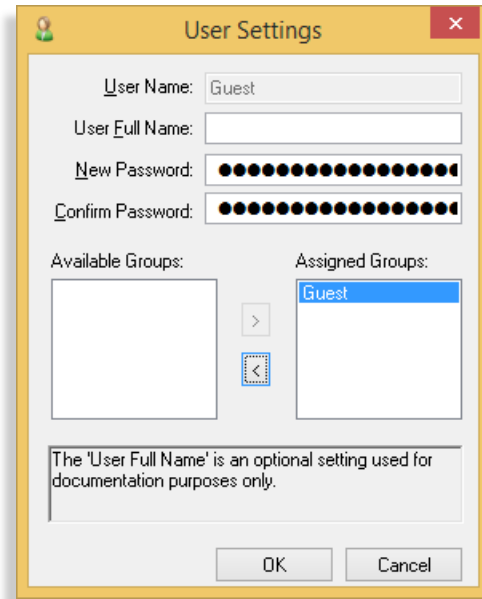 User Settings
User Name: Guest
User Full Name:
New Password: ●●●●●●●●●●●●●●●●●
Confirm Password: ●●●●●●●●●●●●●●●●●
Available Groups: Assigned Groups:
Guest
>
<
The 'User Full Name' is an optional setting used for
documentation purposes only.
OK Cancel